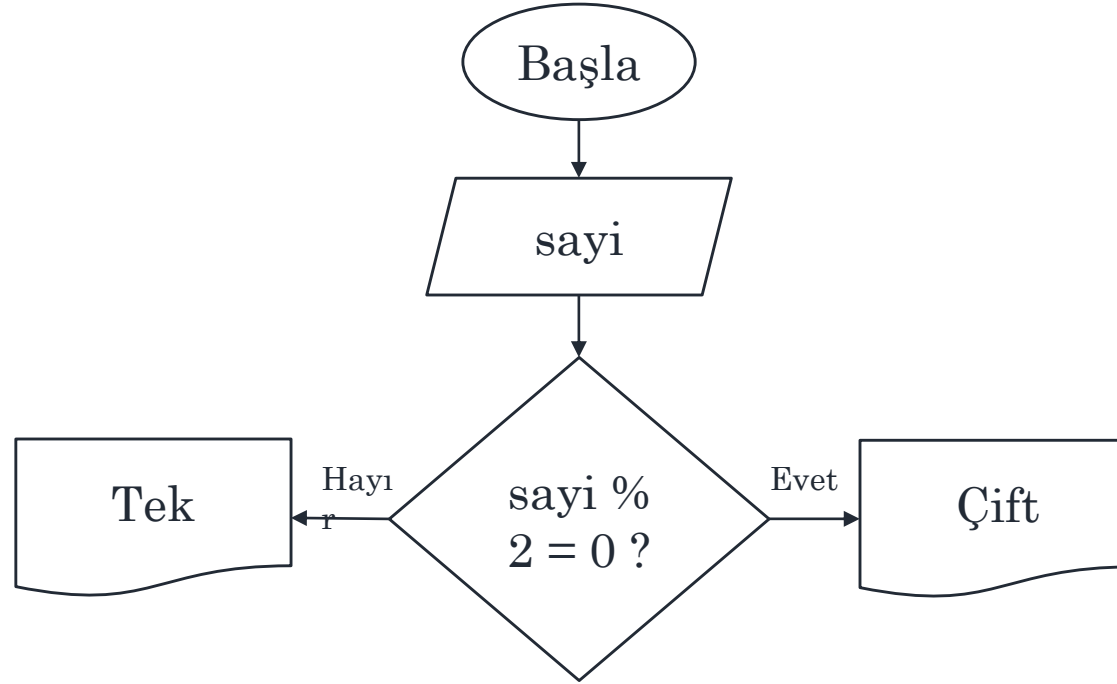 Başla
sayi
Tek
Hayı
r
sayi %
2 = 0 ?
Evet
Çift